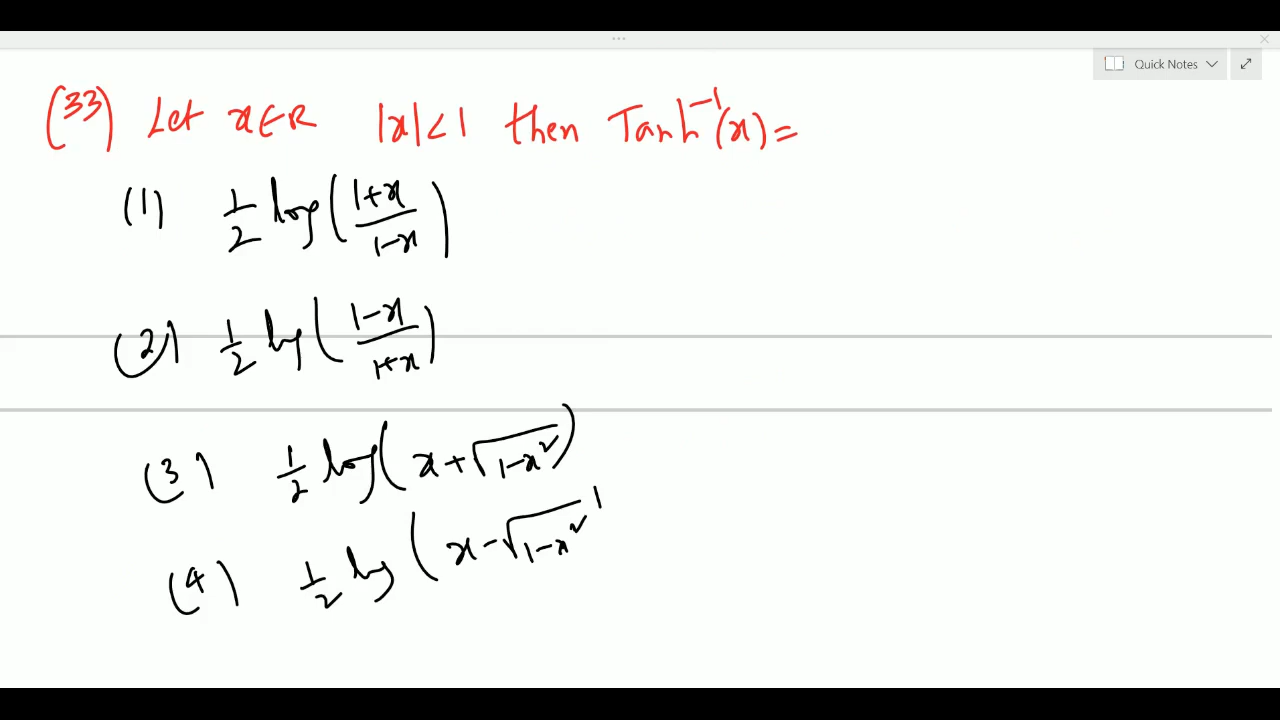 Quick Notes
(33) Let x∈R |x|<1 then Tanh⁻¹(x)=
(1) 1/2 log(1+x/1-x)
(2) 1/2 log(1-x/1+x)
(3) 1/2 log(x+√1-x²)
(4) 1/2 log(x-√1-x²)